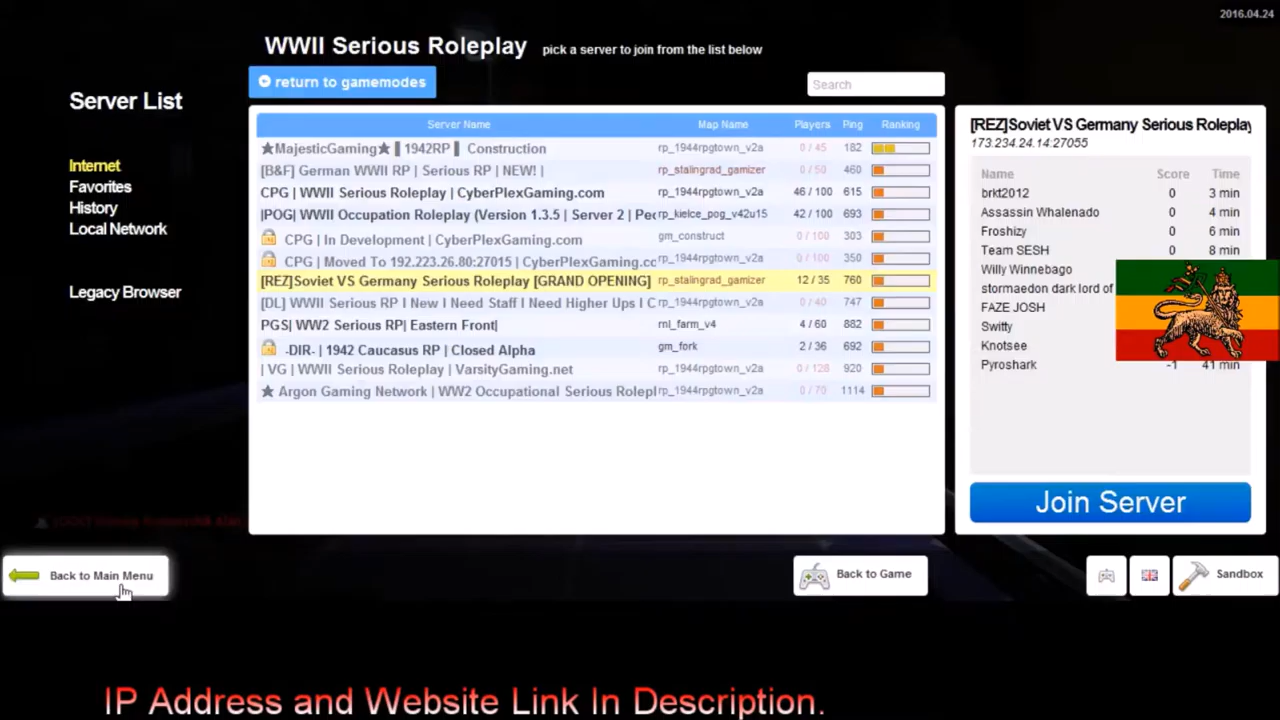 2016.04.24
WWII Serious Roleplay pick a server to join from the list below
return to gamemodes
Search
Server List
Internet
Favorites
History
Local Network
Legacy Browser
Server Name Map Name Players Ping Ranking
★MajesticGaming★ ▌1942RP ▌ Construction rp_1944rpgtown_v2a 0 / 45 182
[B&F] German WWII RP | Serious RP | NEW! | rp_stalingrad_gamizer 0 / 50 460
CPG | WWII Serious Roleplay | CyberPlexGaming.com rp_1944rpgtown_v2a 46 / 100 615
|POG| WWII Occupation Roleplay (Version 1.3.5 | Server 2 | Pec rp_kielce_pog_v42u15 42 / 100 693
CPG | In Development | CyberPlexGaming.com gm_construct 0 / 100 303
CPG | Moved To 192.223.26.80:27015 | CyberPlexGaming.cc rp_1944rpgtown_v2a 0 / 100 350
[REZ]Soviet VS Germany Serious Roleplay [GRAND OPENING] rp_stalingrad_gamizer 12 / 35 760
[DL] WWII Serious RP I New I Need Staff I Need Higher Ups I C rp_1944rpgtown_v2a 0 / 40 747
PGS| WW2 Serious RP| Eastern Front| rnl_farm_v4 4 / 60 882
-DIR- | 1942 Caucasus RP | Closed Alpha gm_fork 2 / 36 692
| VG | WWII Serious Roleplay | VarsityGaming.net rp_1944rpgtown_v2a 0 / 128 920
★ Argon Gaming Network | WW2 Occupational Serious Rolepl rp_1944rpgtown_v2a 0 / 70 1114
[REZ]Soviet VS Germany Serious Roleplay
173.234.24.14:27055
Name Score Time
brkt2012 0 3 min
Assassin Whalenado 0 4 min
Froshizy 0 6 min
Team SESH 0 8 min
Willy Winnebago
stormaedon dark lord of
FAZE JOSH
Switty
Knotsee
Pyroshark -1 41 min
Join Server
Back to Main Menu
Back to Game
Sandbox
IP Address and Website Link In Description.